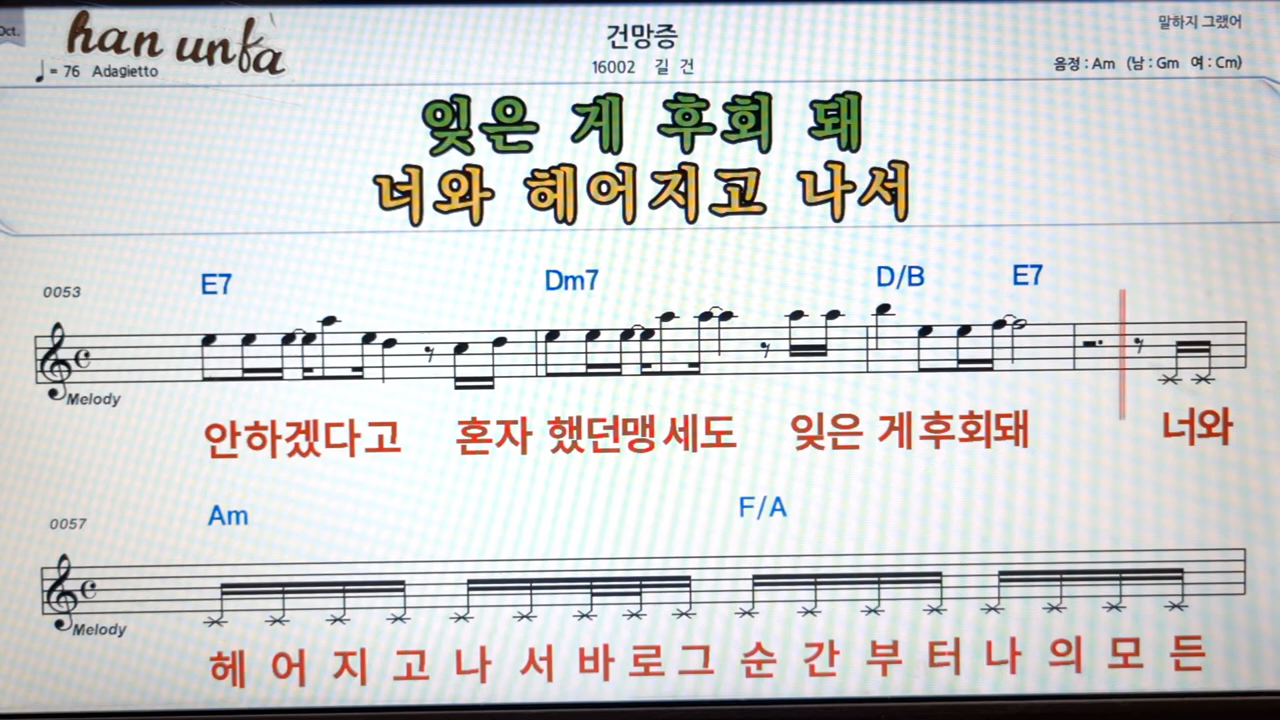 Oct.
han unfa
건망증
말하지 그랬어
♩ = 76 Adagietto
16002 길 건
음정 : Am (남 : Gm 여 : Cm)
잊은 게 후회 돼
너와 헤어지고 나서
0053
E7 Dm7 D/B E7
Melody
안하겠다고 혼자 했던맹세도 잊은 게후회돼 너와
0057
Am F/A
Melody
헤 어 지 고 나 서 바 로 그 순 간 부 터 나 의 모 든